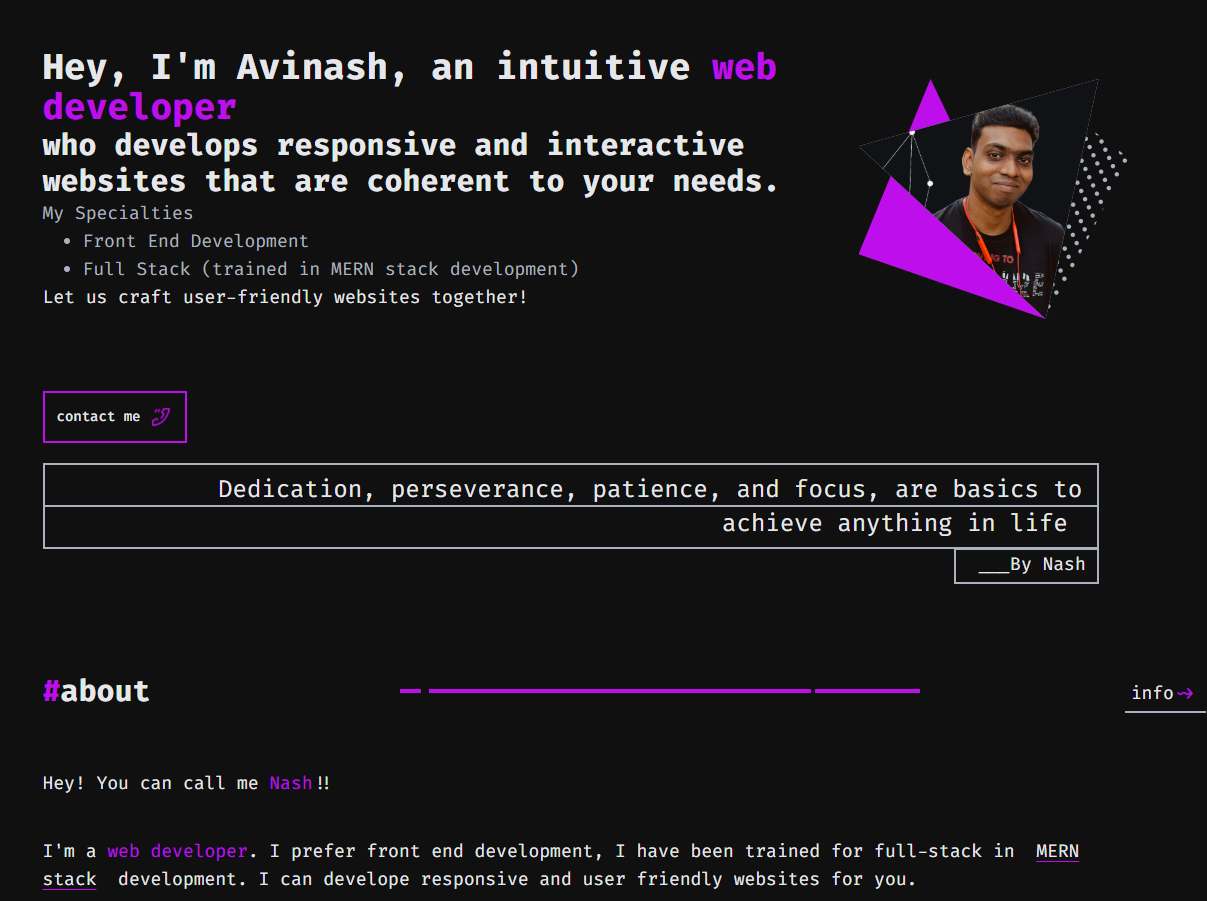 Hey, I'm Avinash, an intuitive web
developer
who develops responsive and interactive
websites that are coherent to your needs.
My Specialties
• Front End Development
• Full Stack (trained in MERN stack development)
Let us craft user-friendly websites together!
contact me
Dedication, perseverance, patience, and focus, are basics to
achieve anything in life
___By Nash
#about
info
Hey! You can call me Nash!!
I'm a web developer. I prefer front end development, I have been trained for full-stack in MERN
stack development. I can develope responsive and user friendly websites for you.